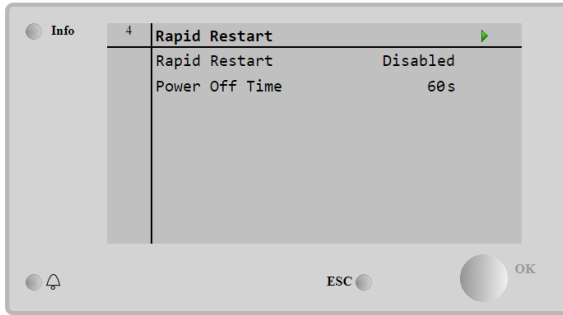 Info
4 Rapid Restart
Rapid Restart Disabled
Power Off Time 60s
ESC
OK